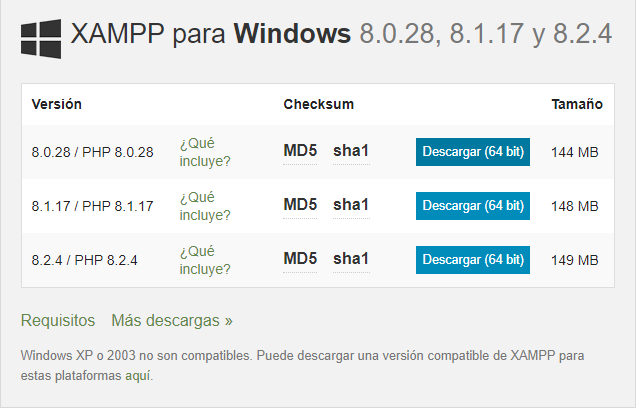 XAMPP para Windows 8.0.28, 8.1.17 y 8.2.4
Versión Checksum Tamaño
8.0.28 / PHP 8.0.28 ¿Qué incluye? MD5 sha1 Descargar (64 bit) 144 MB
8.1.17 / PHP 8.1.17 ¿Qué incluye? MD5 sha1 Descargar (64 bit) 148 MB
8.2.4 / PHP 8.2.4 ¿Qué incluye? MD5 sha1 Descargar (64 bit) 149 MB
Requisitos Más descargas »
Windows XP o 2003 no son compatibles. Puede descargar una versión compatible de XAMPP para
estas plataformas aquí.